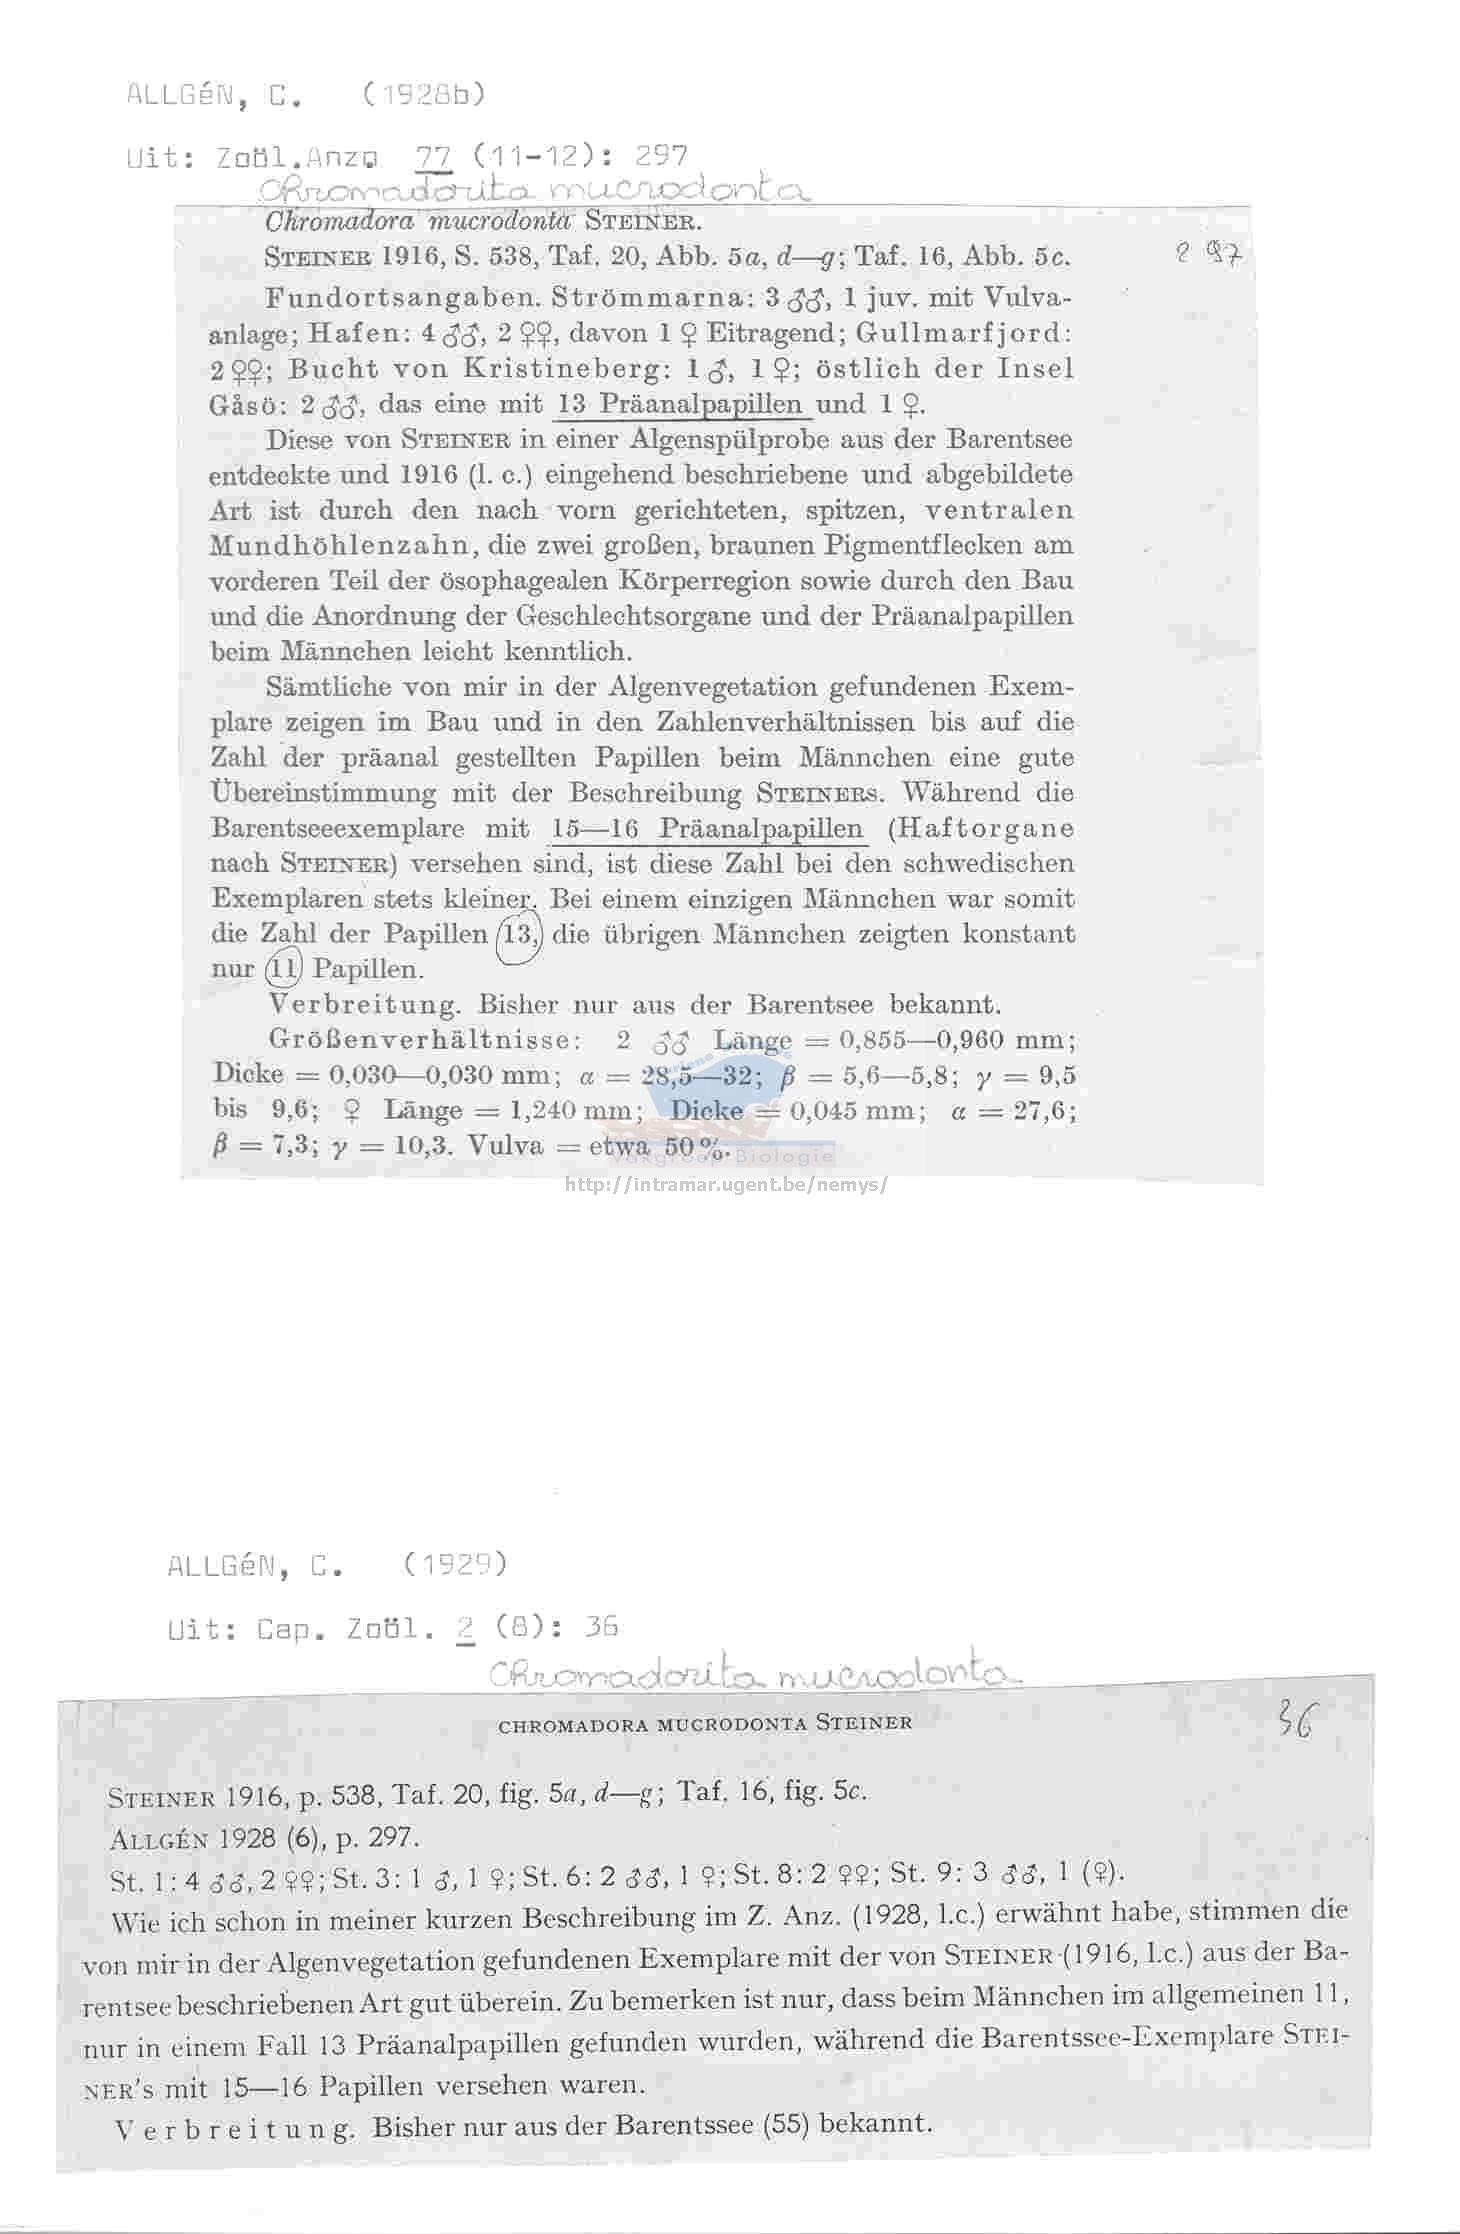 ALLGéN, C. (1928b)
Uit: Zoöl.Anz. 77 (11-12): 297
Chromadorita mucrodonta
Chromadora mucrodonta STEINER.
297
STEINER 1916, S. 538, Taf. 20, Abb. 5a, d—g; Taf. 16, Abb. 5c.
Fundortsangaben. Strömmarna: 3 ♂♂, 1 juv. mit Vulva-
anlage; Hafen: 4 ♂♂, 2 ♀♀, davon 1 ♀ Eitragend; Gullmarfjord:
2 ♀♀; Bucht von Kristineberg: 1 ♂, 1 ♀; östlich der Insel
Gåsö: 2 ♂♂, das eine mit 13 Präanalpapillen und 1 ♀.
Diese von STEINER in einer Algenspülprobe aus der Barentsee
entdeckte und 1916 (l. c.) eingehend beschriebene und abgebildete
Art ist durch den nach vorn gerichteten, spitzen, ventralen
Mundhöhlenzahn, die zwei großen, braunen Pigmentflecken am
vorderen Teil der ösophagealen Körperregion sowie durch den Bau
und die Anordnung der Geschlechtsorgane und der Präanalpapillen
beim Männchen leicht kenntlich.
Sämtliche von mir in der Algenvegetation gefundenen Exem-
plare zeigen im Bau und in den Zahlenverhältnissen bis auf die
Zahl der präanal gestellten Papillen beim Männchen eine gute
Übereinstimmung mit der Beschreibung STEINERs. Während die
Barentseeexemplare mit 15—16 Präanalpapillen (Haftorgane
nach STEINER) versehen sind, ist diese Zahl bei den schwedischen
Exemplaren stets kleiner. Bei einem einzigen Männchen war somit
die Zahl der Papillen 13, die übrigen Männchen zeigten konstant
nur 11 Papillen.
Verbreitung. Bisher nur aus der Barentsee bekannt.
Größenverhältnisse: 2 ♂♂ Länge = 0,855—0,960 mm;
Dicke = 0,030—0,030 mm; α = 28,5—32; β = 5,6—5,8; γ = 9,5
bis 9,6; ♀ Länge = 1,240 mm; Dicke = 0,045 mm; α = 27,6;
β = 7,3; γ = 10,3. Vulva = etwa 50 %.
Vakgroep Biologie
http://intramar.ugent.be/nemys/
ALLGéN, C. (1929)
Uit: Cap. Zoöl. 2 (8): 36
Chromadorita mucrodonta
CHROMADORA MUCRODONTA STEINER
36
STEINER 1916, p. 538, Taf. 20, fig. 5a, d—g; Taf. 16, fig. 5c.
ALLGÉN 1928 (6), p. 297.
St. 1: 4 ♂♂, 2 ♀♀; St. 3: 1 ♂, 1 ♀; St. 6: 2 ♂♂, 1 ♀; St. 8: 2 ♀♀; St. 9: 3 ♂♂, 1 (♀).
Wie ich schon in meiner kurzen Beschreibung im Z. Anz. (1928, l.c.) erwähnt habe, stimmen die
von mir in der Algenvegetation gefundenen Exemplare mit der von STEINER (1916, l.c.) aus der Ba-
rentsee beschriebenen Art gut überein. Zu bemerken ist nur, dass beim Männchen im allgemeinen 11,
nur in einem Fall 13 Präanalpapillen gefunden wurden, während die Barentssee-Exemplare STEI-
NER's mit 15—16 Papillen versehen waren.
Verbreitung. Bisher nur aus der Barentssee (55) bekannt.